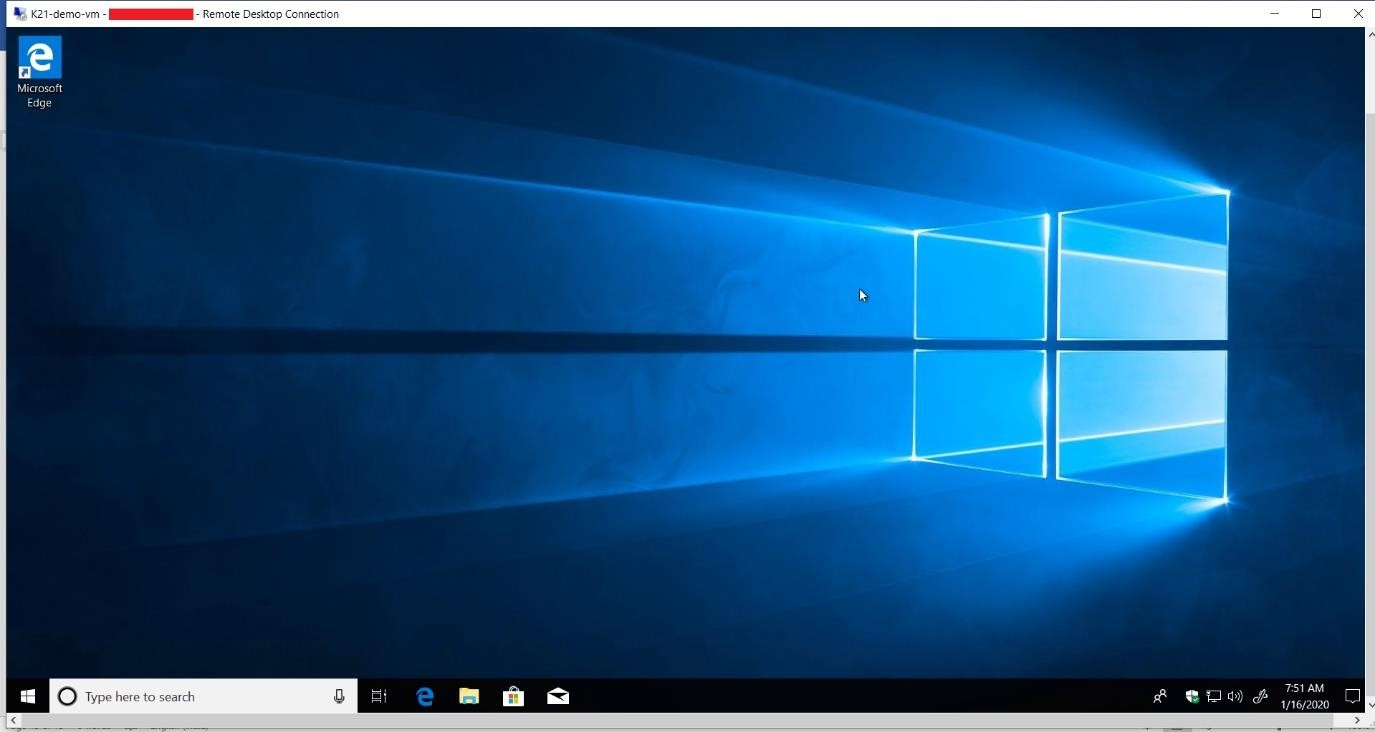 K21-demo-vm - - Remote Desktop Connection
Microsoft
Edge
Type here to search
7:51 AM
1/16/2020